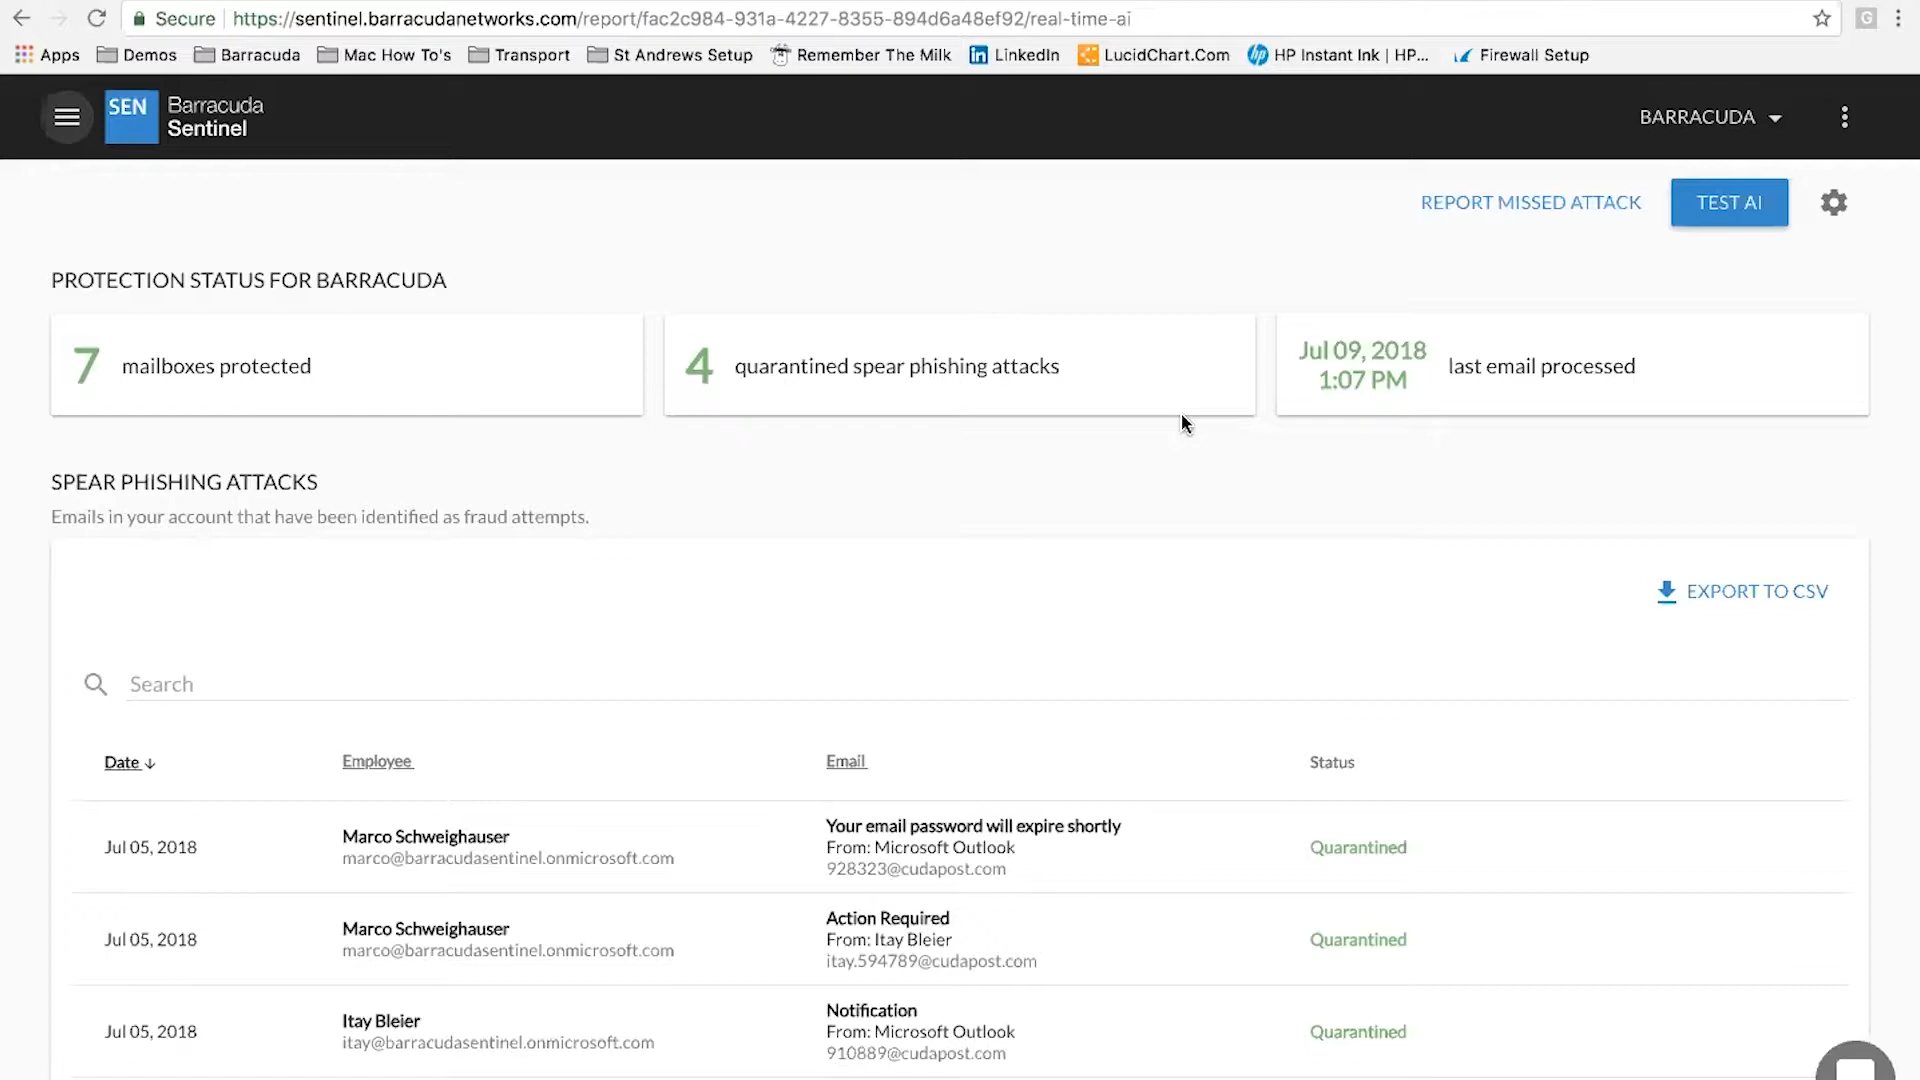 Secure https://sentinel.barracudanetworks.com/report/fac2c984-931a-4227-8355-894d6a48ef92/real-time-ai G
Apps Demos Barracuda Mac How To's Transport St Andrews Setup Remember The Milk LinkedIn LucidChart.Com HP Instant Ink | HP... Firewall Setup
SEN Barracuda
Sentinel
BARRACUDA
REPORT MISSED ATTACK TEST AI
PROTECTION STATUS FOR BARRACUDA
7 mailboxes protected
4 quarantined spear phishing attacks
Jul 09, 2018
1:07 PM
last email processed
SPEAR PHISHING ATTACKS
Emails in your account that have been identified as fraud attempts.
EXPORT TO CSV
Search
Date Employee Email Status
Jul 05, 2018
Marco Schweighauser
marco@barracudasentinel.onmicrosoft.com
Your email password will expire shortly
From: Microsoft Outlook
928323@cudapost.com
Quarantined
Jul 05, 2018
Marco Schweighauser
marco@barracudasentinel.onmicrosoft.com
Action Required
From: Itay Bleier
itay.594789@cudapost.com
Quarantined
Jul 05, 2018
Itay Bleier
itay@barracudasentinel.onmicrosoft.com
Notification
From: Microsoft Outlook
910889@cudapost.com
Quarantined